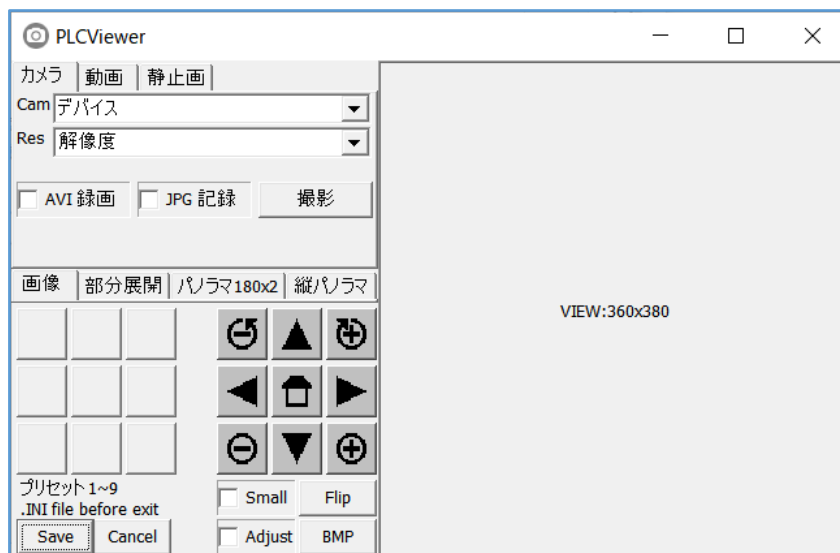 PLCViewer
カメラ 動画 静止画
Cam デバイス
Res 解像度
AVI 録画 JPG 記録 撮影
画像 部分展開 パノラマ180x2 縦パノラマ
VIEW:360x380
プリセット 1~9
.INI file before exit
Small Flip
Save Cancel Adjust BMP